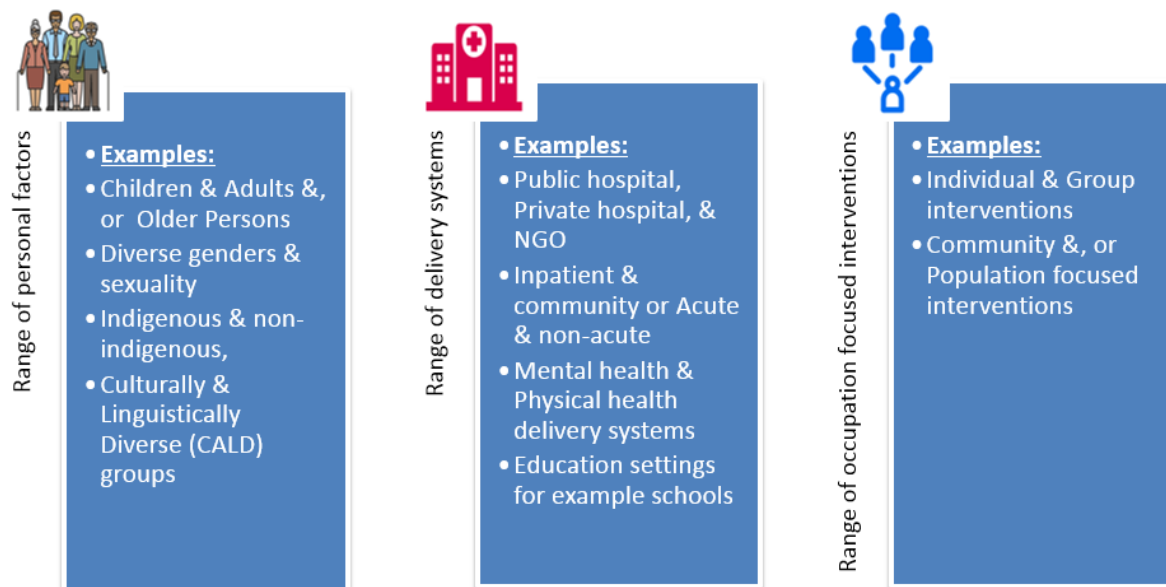 Range of personal factors
• Examples:
• Children & Adults &,
or Older Persons
• Diverse genders &
sexuality
• Indigenous & non-
indigenous,
• Culturally &
Linguistically
Diverse (CALD)
groups
Range of delivery systems
• Examples:
• Public hospital,
Private hospital, &
NGO
• Inpatient &
community or Acute
& non-acute
• Mental health &
Physical health
delivery systems
• Education settings
for example schools
Range of occupation focused interventions
• Examples:
• Individual & Group
interventions
• Community &, or
Population focused
interventions